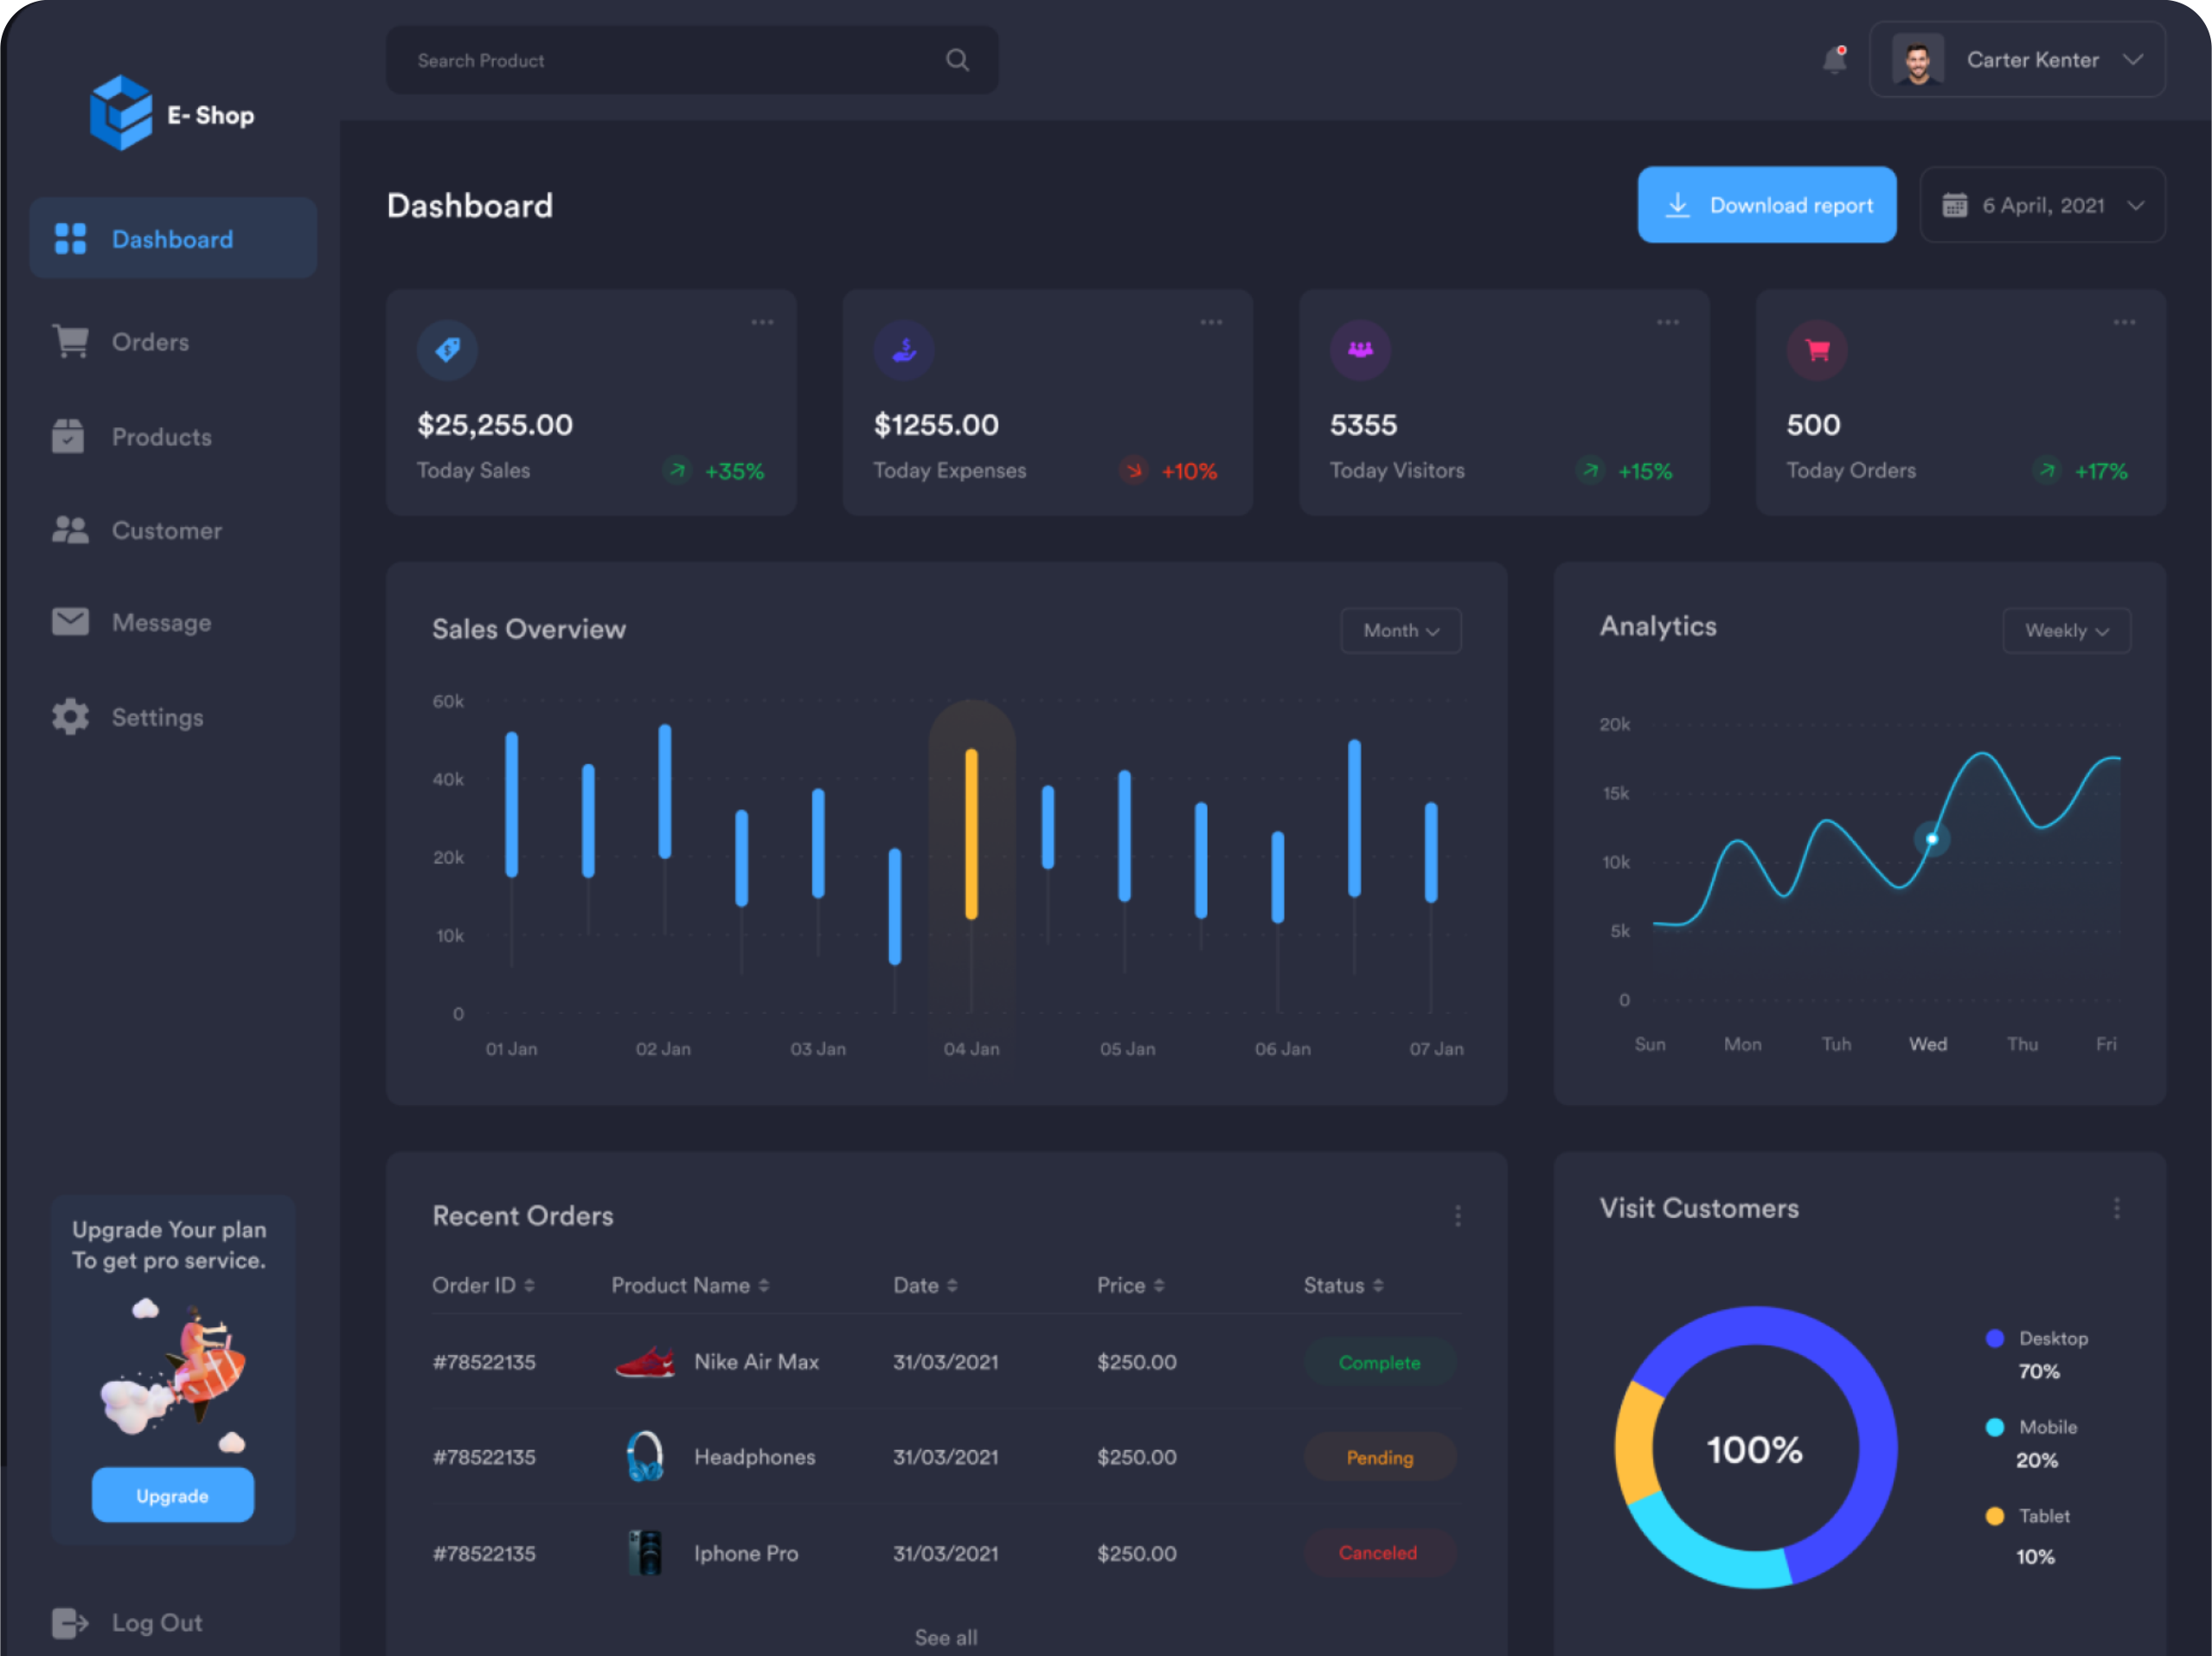 E- Shop
Search Product
Carter Kenter
Dashboard
Orders
Products
Customer
Message
Settings
Upgrade Your plan
To get pro service.
Upgrade
Log Out
Dashboard
Download report
6 April, 2021
$25,255.00
Today Sales
+35%
$1255.00
Today Expenses
+10%
5355
Today Visitors
+15%
500
Today Orders
+17%
Sales Overview
Month
60k
40k
20k
10k
0
01 Jan 02 Jan 03 Jan 04 Jan 05 Jan 06 Jan 07 Jan
Analytics
Weekly
20k
15k
10k
5k
0
Sun Mon Tuh Wed Thu Fri
Recent Orders
Order ID Product Name Date Price Status
#78522135 Nike Air Max 31/03/2021 $250.00 Complete
#78522135 Headphones 31/03/2021 $250.00 Pending
#78522135 Iphone Pro 31/03/2021 $250.00 Canceled
See all
Visit Customers
100%
Desktop
70%
Mobile
20%
Tablet
10%